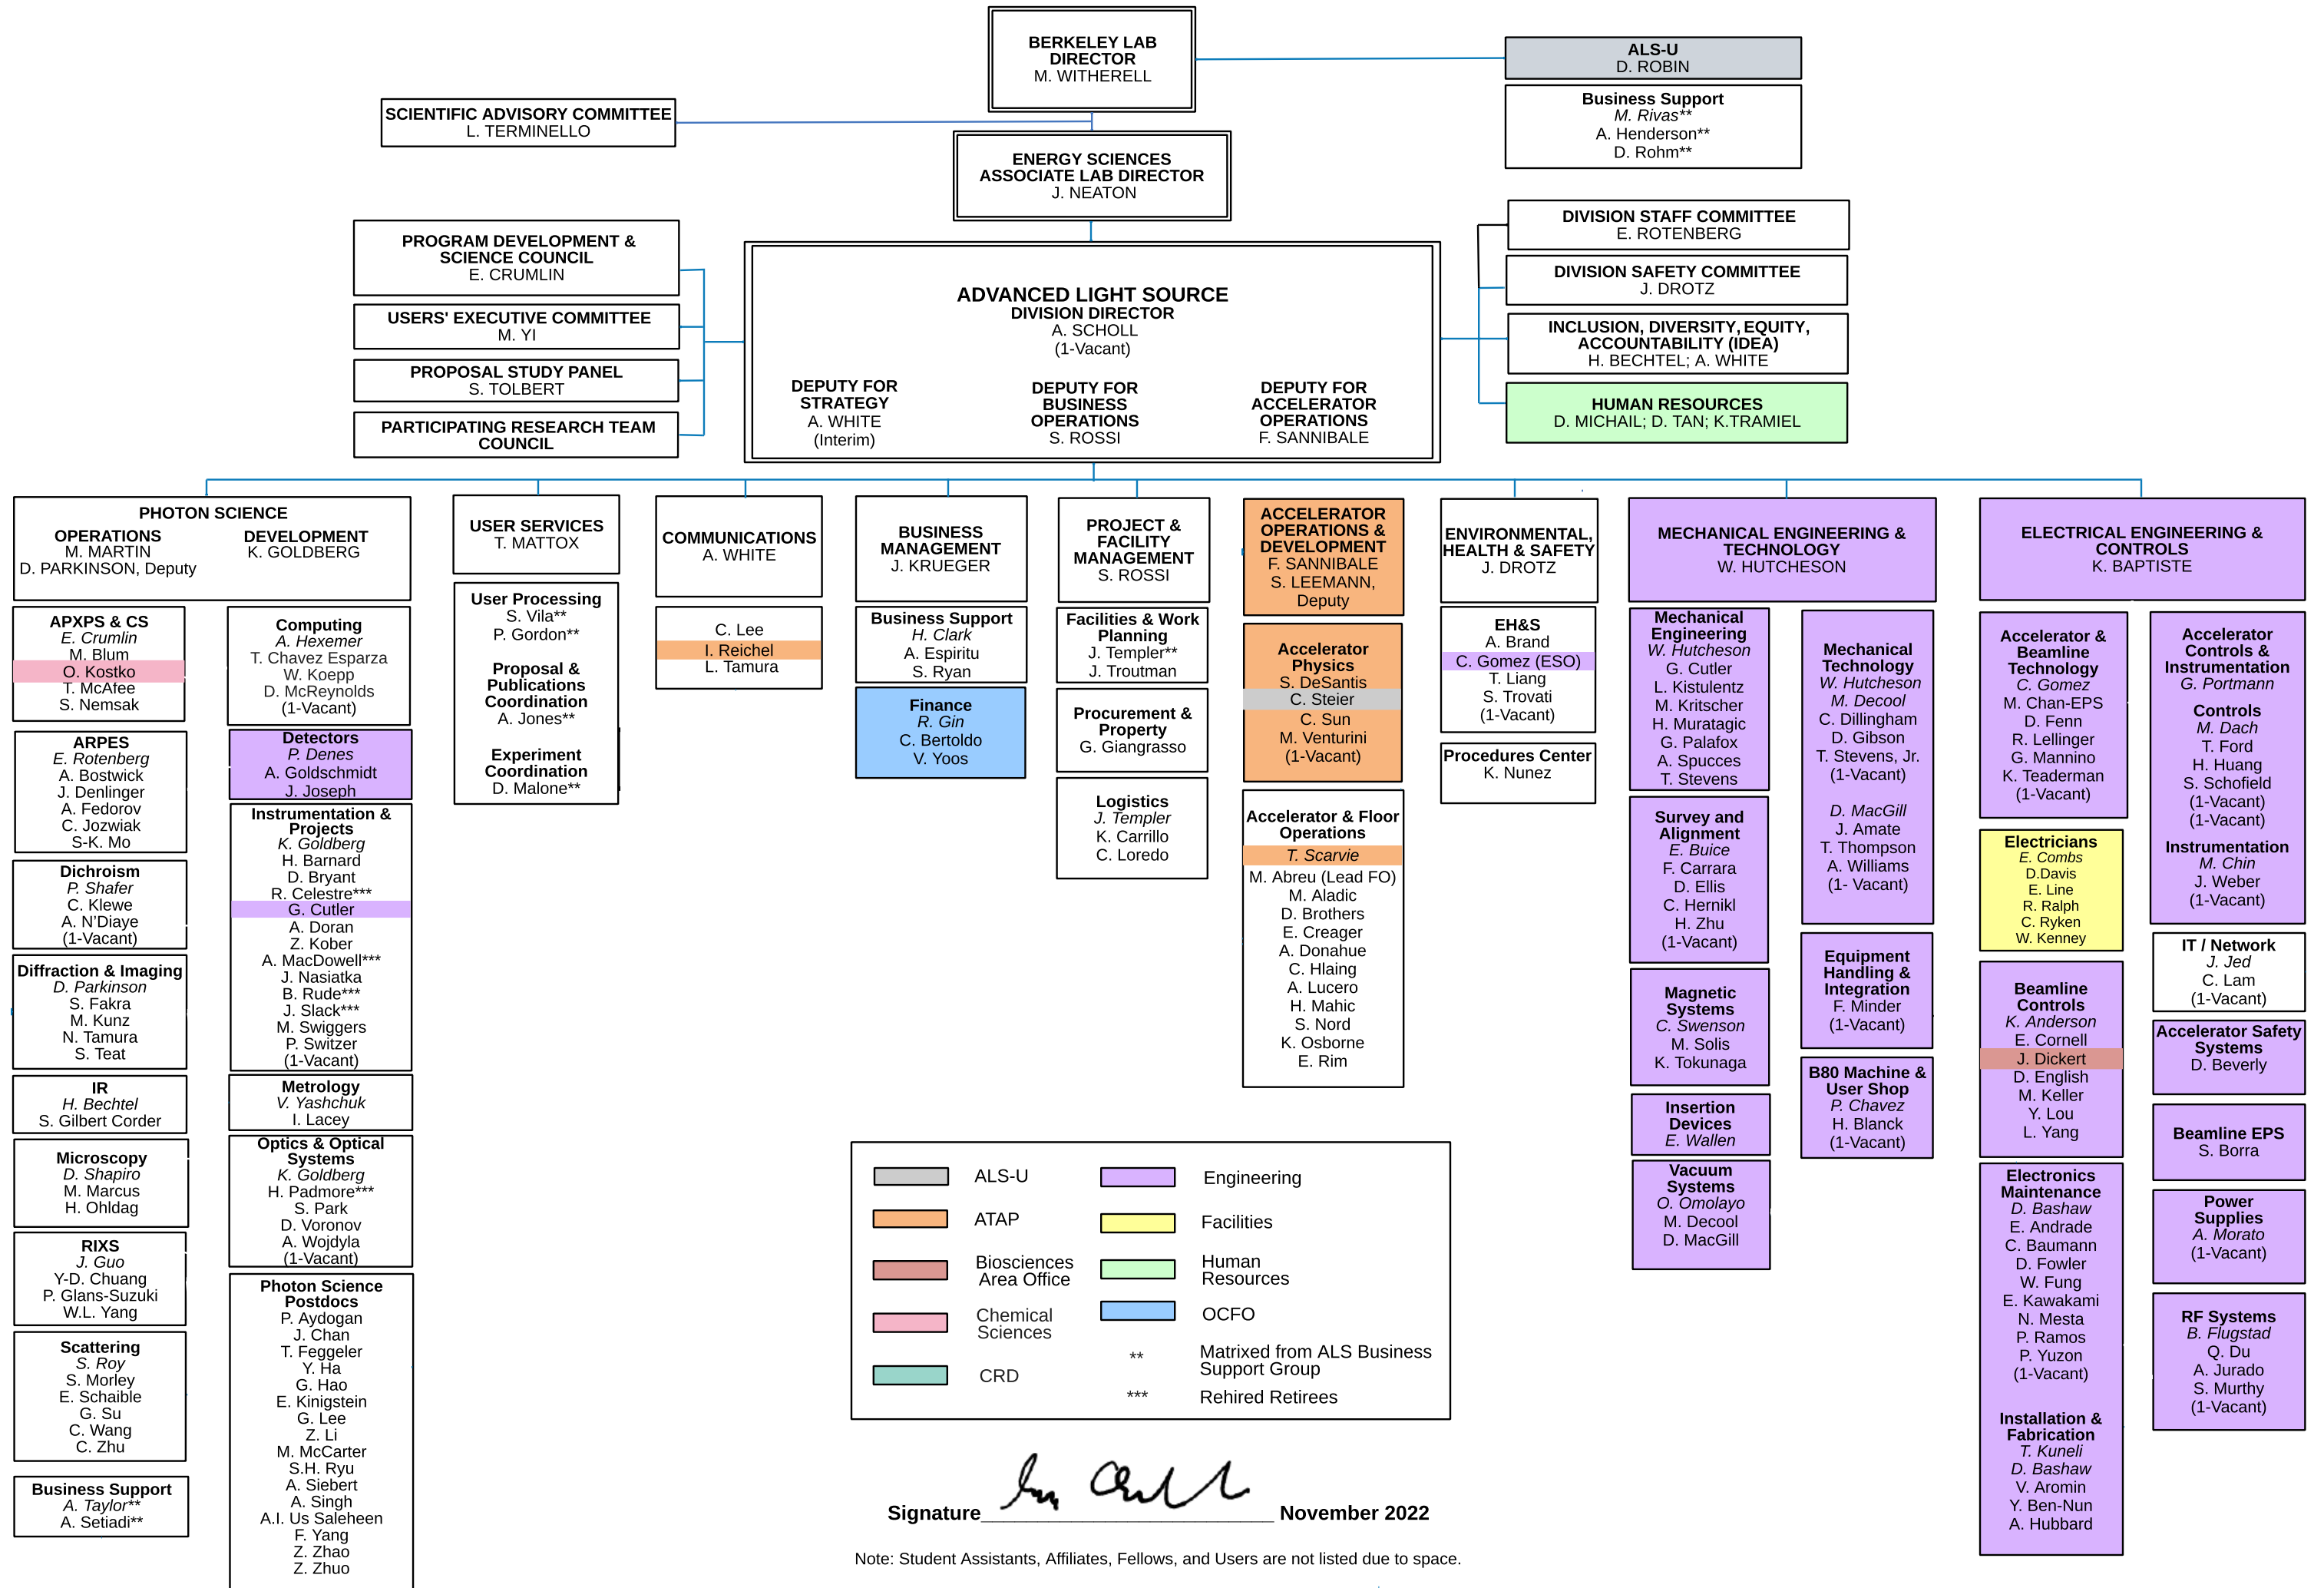 BERKELEY LAB
DIRECTOR
M. WITHERELL
ALS-U
D. ROBIN
Business Support
M. Rivas**
A. Henderson**
D. Rohm**
SCIENTIFIC ADVISORY COMMITTEE
L. TERMINELLO
ENERGY SCIENCES
ASSOCIATE LAB DIRECTOR
J. NEATON
PROGRAM DEVELOPMENT &
SCIENCE COUNCIL
E. CRUMLIN
USERS' EXECUTIVE COMMITTEE
M. YI
PROPOSAL STUDY PANEL
S. TOLBERT
PARTICIPATING RESEARCH TEAM
COUNCIL
ADVANCED LIGHT SOURCE
DIVISION DIRECTOR
A. SCHOLL
(1-Vacant)
DEPUTY FOR
STRATEGY
A. WHITE
(Interim)
DEPUTY FOR
BUSINESS
OPERATIONS
S. ROSSI
DEPUTY FOR
ACCELERATOR
OPERATIONS
F. SANNIBALE
DIVISION STAFF COMMITTEE
E. ROTENBERG
DIVISION SAFETY COMMITTEE
J. DROTZ
INCLUSION, DIVERSITY, EQUITY,
ACCOUNTABILITY (IDEA)
H. BECHTEL; A. WHITE
HUMAN RESOURCES
D. MICHAIL; D. TAN; K.TRAMIEL
PHOTON SCIENCE
OPERATIONS
M. MARTIN
D. PARKINSON, Deputy
DEVELOPMENT
K. GOLDBERG
APXPS & CS
E. Crumlin
M. Blum
O. Kostko
T. McAfee
S. Nemsak
ARPES
E. Rotenberg
A. Bostwick
J. Denlinger
A. Fedorov
C. Jozwiak
S-K. Mo
Dichroism
P. Shafer
C. Klewe
A. N’Diaye
(1-Vacant)
Diffraction & Imaging
D. Parkinson
S. Fakra
M. Kunz
N. Tamura
S. Teat
IR
H. Bechtel
S. Gilbert Corder
Microscopy
D. Shapiro
M. Marcus
H. Ohldag
RIXS
J. Guo
Y-D. Chuang
P. Glans-Suzuki
W.L. Yang
Scattering
S. Roy
S. Morley
E. Schaible
G. Su
C. Wang
C. Zhu
Business Support
A. Taylor**
A. Setiadi**
Computing
A. Hexemer
T. Chavez Esparza
W. Koepp
D. McReynolds
(1-Vacant)
Detectors
P. Denes
A. Goldschmidt
J. Joseph
Instrumentation &
Projects
K. Goldberg
H. Barnard
D. Bryant
R. Celestre***
G. Cutler
A. Doran
Z. Kober
A. MacDowell***
J. Nasiatka
B. Rude***
J. Slack***
M. Swiggers
P. Switzer
(1-Vacant)
Metrology
V. Yashchuk
I. Lacey
Optics & Optical
Systems
K. Goldberg
H. Padmore***
S. Park
D. Voronov
A. Wojdyla
(1-Vacant)
Photon Science
Postdocs
P. Aydogan
J. Chan
T. Feggeler
Y. Ha
G. Hao
E. Kinigstein
G. Lee
Z. Li
M. McCarter
S.H. Ryu
A. Siebert
A. Singh
A.I. Us Saleheen
F. Yang
Z. Zhao
Z. Zhuo
USER SERVICES
T. MATTOX
User Processing
S. Vila**
P. Gordon**
Proposal &
Publications
Coordination
A. Jones**
Experiment
Coordination
D. Malone**
COMMUNICATIONS
A. WHITE
C. Lee
I. Reichel
L. Tamura
BUSINESS
MANAGEMENT
J. KRUEGER
Business Support
H. Clark
A. Espiritu
S. Ryan
Finance
R. Gin
C. Bertoldo
V. Yoos
PROJECT &
FACILITY
MANAGEMENT
S. ROSSI
Facilities & Work
Planning
J. Templer**
J. Troutman
Procurement &
Property
G. Giangrasso
Logistics
J. Templer
K. Carrillo
C. Loredo
ACCELERATOR
OPERATIONS &
DEVELOPMENT
F. SANNIBALE
S. LEEMANN,
Deputy
Accelerator
Physics
S. DeSantis
C. Steier
C. Sun
M. Venturini
(1-Vacant)
Accelerator & Floor
Operations
T. Scarvie
M. Abreu (Lead FO)
M. Aladic
D. Brothers
E. Creager
A. Donahue
C. Hlaing
A. Lucero
H. Mahic
S. Nord
K. Osborne
E. Rim
ENVIRONMENTAL,
HEALTH & SAFETY
J. DROTZ
EH&S
A. Brand
C. Gomez (ESO)
T. Liang
S. Trovati
(1-Vacant)
Procedures Center
K. Nunez
MECHANICAL ENGINEERING &
TECHNOLOGY
W. HUTCHESON
Mechanical
Engineering
W. Hutcheson
G. Cutler
L. Kistulentz
M. Kritscher
H. Muratagic
G. Palafox
A. Spucces
T. Stevens
Survey and
Alignment
E. Buice
F. Carrara
D. Ellis
C. Hernikl
H. Zhu
(1-Vacant)
Magnetic
Systems
C. Swenson
M. Solis
K. Tokunaga
Insertion
Devices
E. Wallen
Vacuum
Systems
O. Omolayo
M. Decool
D. MacGill
Mechanical
Technology
W. Hutcheson
M. Decool
C. Dillingham
D. Gibson
T. Stevens, Jr.
(1-Vacant)
D. MacGill
J. Amate
T. Thompson
A. Williams
(1- Vacant)
Equipment
Handling &
Integration
F. Minder
(1-Vacant)
B80 Machine &
User Shop
P. Chavez
H. Blanck
(1-Vacant)
ELECTRICAL ENGINEERING &
CONTROLS
K. BAPTISTE
Accelerator &
Beamline
Technology
C. Gomez
M. Chan-EPS
D. Fenn
R. Lellinger
G. Mannino
K. Teaderman
(1-Vacant)
Electricians
E. Combs
D.Davis
E. Line
R. Ralph
C. Ryken
W. Kenney
Beamline
Controls
K. Anderson
E. Cornell
J. Dickert
D. English
M. Keller
Y. Lou
L. Yang
Electronics
Maintenance
D. Bashaw
E. Andrade
C. Baumann
D. Fowler
W. Fung
E. Kawakami
N. Mesta
P. Ramos
P. Yuzon
(1-Vacant)
Installation &
Fabrication
T. Kuneli
D. Bashaw
V. Aromin
Y. Ben-Nun
A. Hubbard
Accelerator
Controls &
Instrumentation
G. Portmann
Controls
M. Dach
T. Ford
H. Huang
S. Schofield
(1-Vacant)
(1-Vacant)
Instrumentation
M. Chin
J. Weber
(1-Vacant)
IT / Network
J. Jed
C. Lam
(1-Vacant)
Accelerator Safety
Systems
D. Beverly
Beamline EPS
S. Borra
Power
Supplies
A. Morato
(1-Vacant)
RF Systems
B. Flugstad
Q. Du
A. Jurado
S. Murthy
(1-Vacant)
ALS-U
ATAP
Biosciences
Area Office
Chemical
Sciences
CRD
Engineering
Facilities
Human
Resources
OCFO
** Matrixed from ALS Business
Support Group
*** Rehired Retirees
Signature__________________________ November 2022
Note: Student Assistants, Affiliates, Fellows, and Users are not listed due to space.